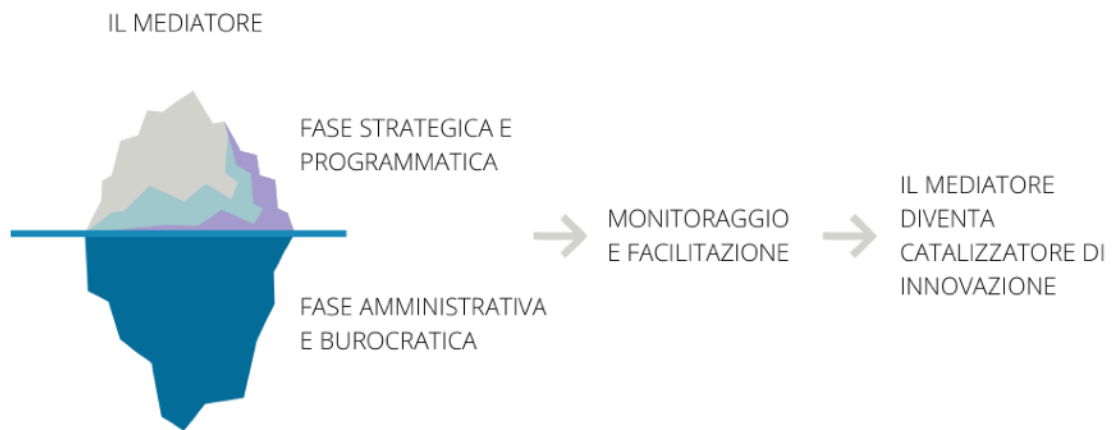 IL MEDIATORE
FASE STRATEGICA E
PROGRAMMATICA
FASE AMMINISTRATIVA
E BUROCRATICA
MONITORAGGIO
E FACILITAZIONE
IL MEDIATORE
DIVENTA
CATALIZZATORE DI
INNOVAZIONE